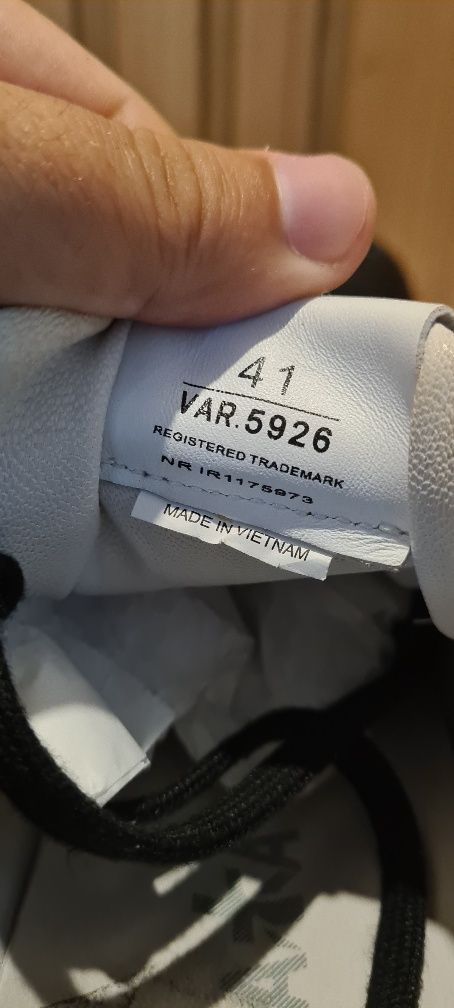 41
VAR.5926
REGISTERED TRADEMARK
NR IR1175973
MADE IN VIETNAM